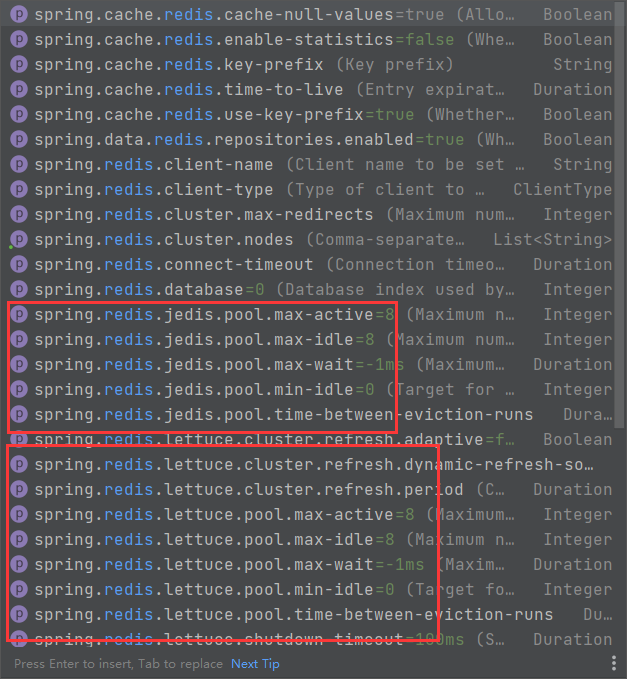 spring.cache.redis.cache-null-values=true (Allo… Boolean
spring.cache.redis.enable-statistics=false (Whe… Boolean
spring.cache.redis.key-prefix (Key prefix) String
spring.cache.redis.time-to-live (Entry expirat… Duration
spring.cache.redis.use-key-prefix=true (Whether… Boolean
spring.data.redis.repositories.enabled=true (Wh… Boolean
spring.redis.client-name (Client name to be set … String
spring.redis.client-type (Type of client to … ClientType
spring.redis.cluster.max-redirects (Maximum num… Integer
spring.redis.cluster.nodes (Comma-separate… List<String>
spring.redis.connect-timeout (Connection timeo… Duration
spring.redis.database=0 (Database index used by… Integer
spring.redis.jedis.pool.max-active=8 (Maximum n… Integer
spring.redis.jedis.pool.max-idle=8 (Maximum num… Integer
spring.redis.jedis.pool.max-wait=-1ms (Maximum… Duration
spring.redis.jedis.pool.min-idle=0 (Target for … Integer
spring.redis.jedis.pool.time-between-eviction-runs Dura…
spring.redis.lettuce.cluster.refresh.adaptive=f… Boolean
spring.redis.lettuce.cluster.refresh.dynamic-refresh-so…
spring.redis.lettuce.cluster.refresh.period (C… Duration
spring.redis.lettuce.pool.max-active=8 (Maximum… Integer
spring.redis.lettuce.pool.max-idle=8 (Maximum n… Integer
spring.redis.lettuce.pool.max-wait=-1ms (Maxim… Duration
spring.redis.lettuce.pool.min-idle=0 (Target fo… Integer
spring.redis.lettuce.pool.time-between-eviction-runs Du…
spring.redis.lettuce.shutdown-timeout=100ms (S… Duration
Press Enter to insert, Tab to replace Next Tip